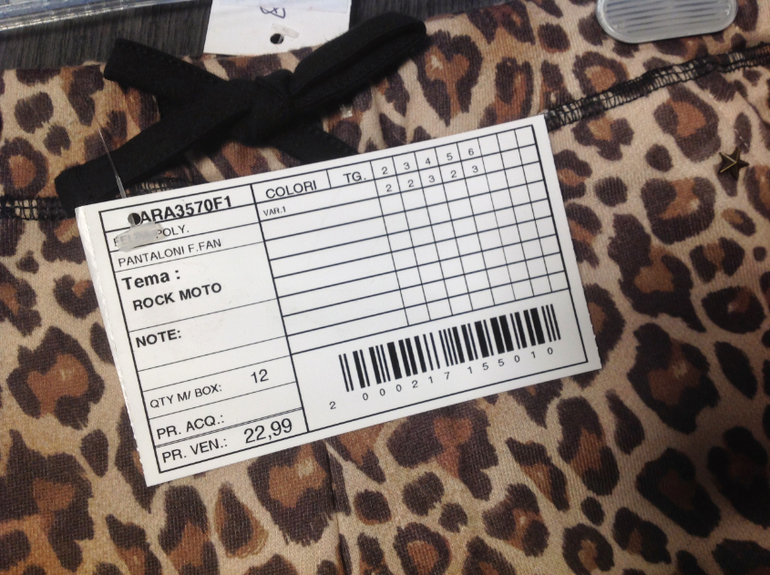 ARA3570F1
POLY.
PANTALONI F.FAN
Tema :
ROCK MOTO
NOTE:
QTY M/ BOX: 12
PR. ACQ.:
PR. VEN.: 22,99
COLORI TG. 2 3 4 5 6
VAR.1 2 2 3 2 3
2 000217 155010
8